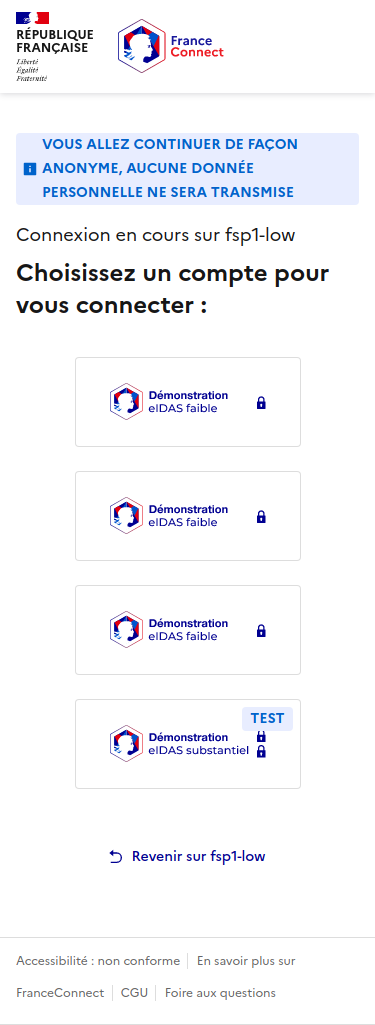 RÉPUBLIQUE
FRANÇAISE
Liberté
Égalité
Fraternité
France
Connect
VOUS ALLEZ CONTINUER DE FAÇON
ANONYME, AUCUNE DONNÉE
PERSONNELLE NE SERA TRANSMISE
Connexion en cours sur fsp1-low
Choisissez un compte pour
vous connecter :
Démonstration
eIDAS faible
Démonstration
eIDAS faible
Démonstration
eIDAS faible
TEST
Démonstration
eIDAS substantiel
Revenir sur fsp1-low
Accessibilité : non conforme
En savoir plus sur
FranceConnect
CGU
Foire aux questions